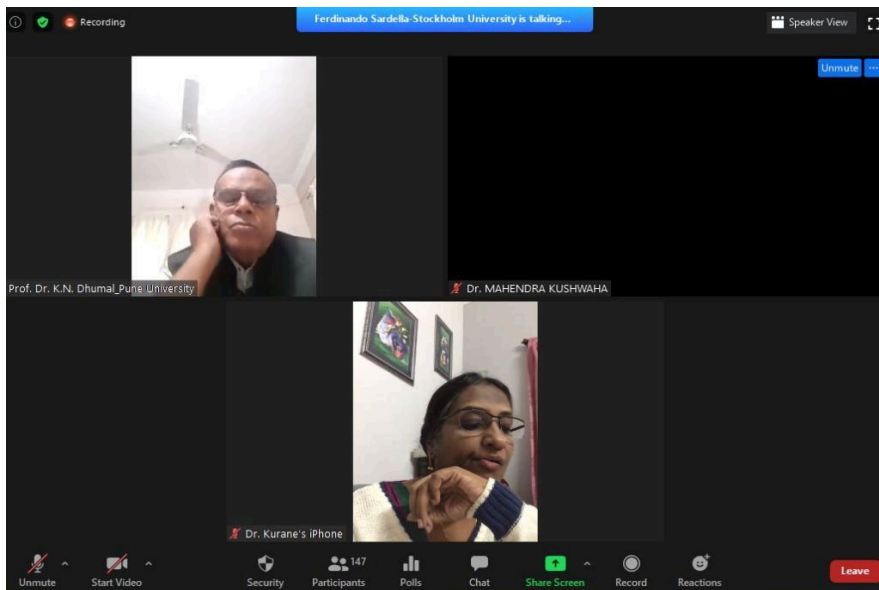 Recording
Ferdinando Sardella-Stockholm University is talking...
Speaker View
Unmute
Prof. Dr. K.N. Dhumal_Pune University
Dr. MAHENDRA KUSHWAHA
Dr. Kurane's iPhone
Unmute
Start Video
Security
147
Participants
Polls
Chat
Share Screen
Record
Reactions
Leave